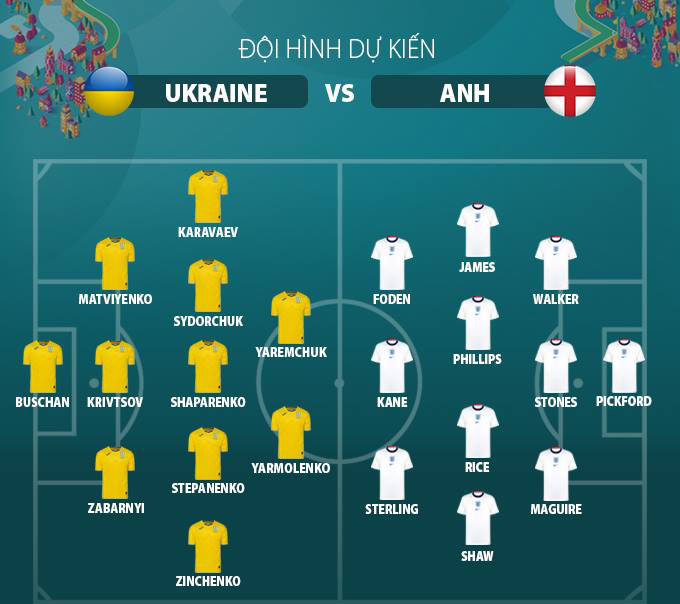 ĐỘI HÌNH DỰ KIẾN
UKRAINE VS ANH
KARAVAEV
MATVIYENKO
SYDORCHUK
YAREMCHUK
BUSCHAN
KRIVTSOV
SHAPARENKO
YARMOLENKO
STEPANENKO
ZABARNYI
ZINCHENKO
JAMES
FODEN
WALKER
PHILLIPS
KANE
STONES
PICKFORD
RICE
STERLING
MAGUIRE
SHAW